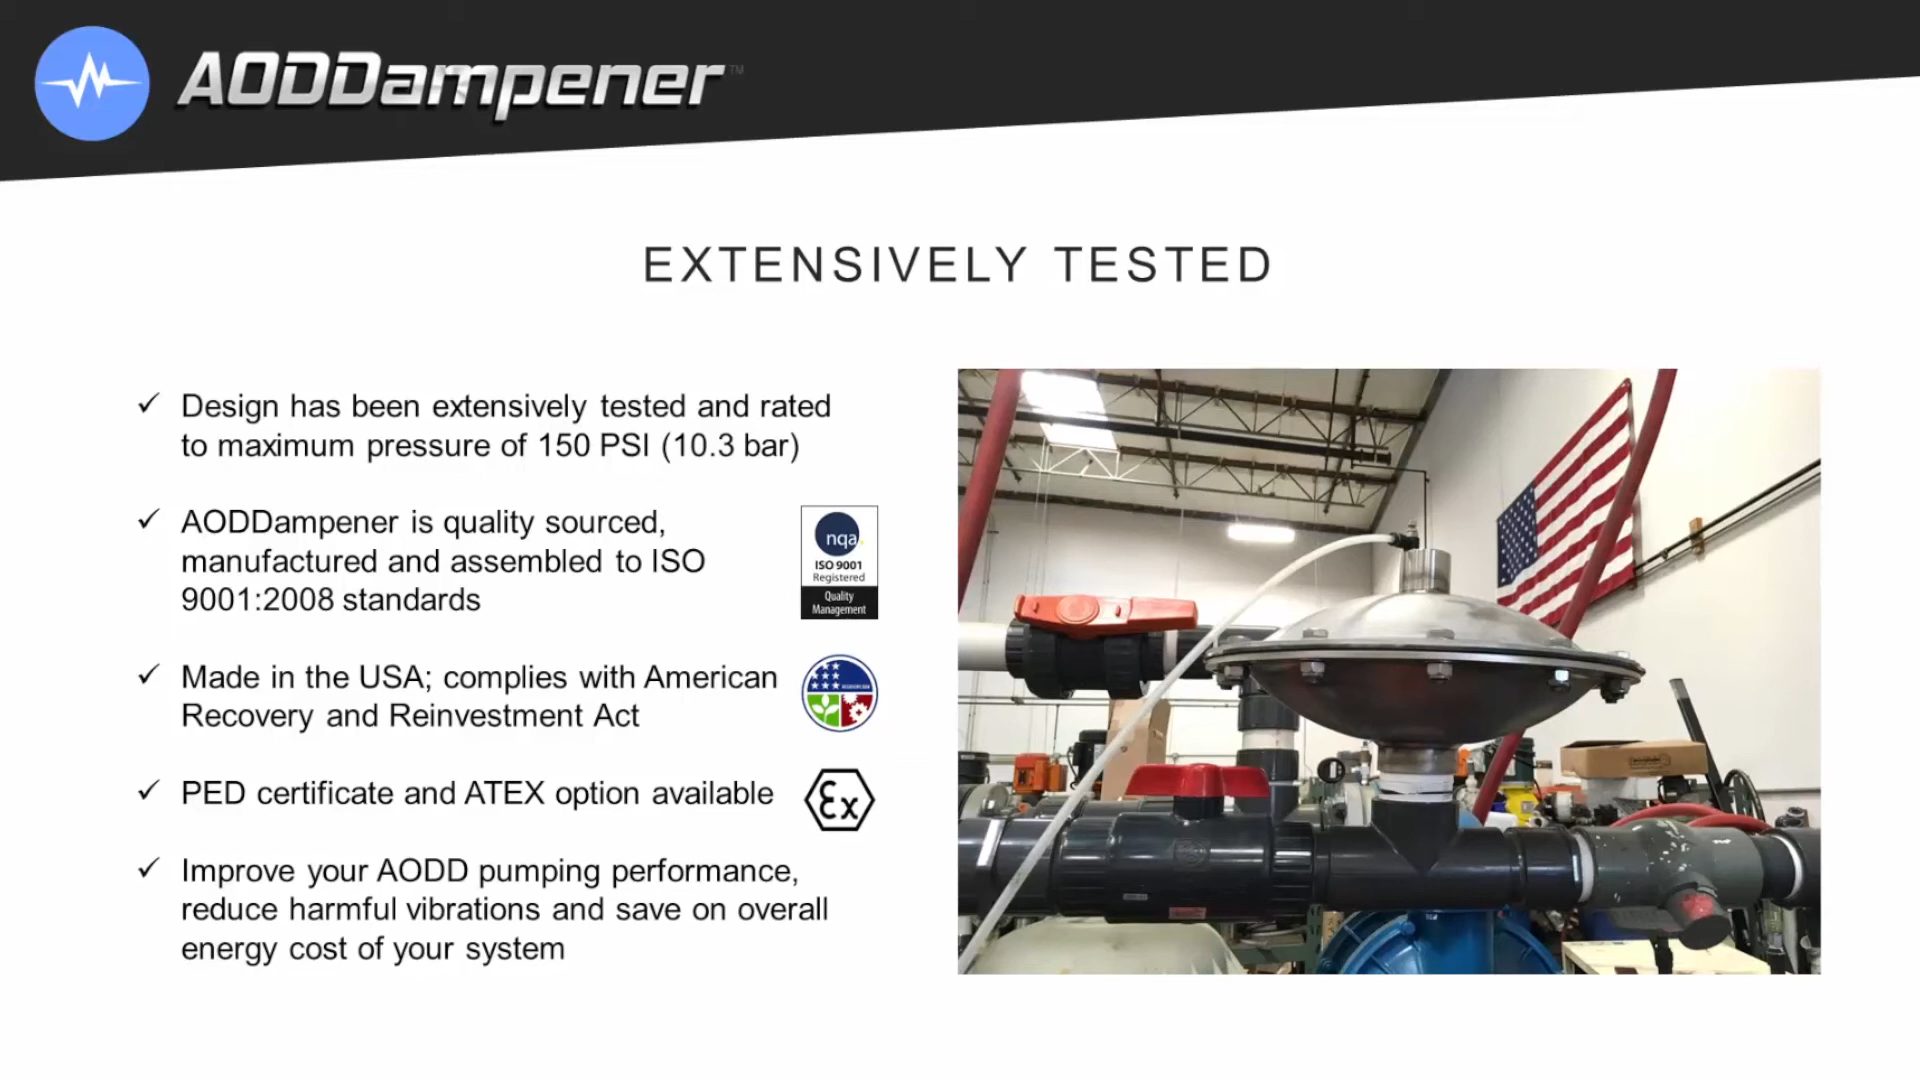 AODDampener™
EXTENSIVELY TESTED
✓ Design has been extensively tested and rated
to maximum pressure of 150 PSI (10.3 bar)
✓ AODDampener is quality sourced,
manufactured and assembled to ISO
9001:2008 standards
nqa.
ISO 9001
Registered
Quality
Management
✓ Made in the USA; complies with American
Recovery and Reinvestment Act
✓ PED certificate and ATEX option available
Ex
✓ Improve your AODD pumping performance,
reduce harmful vibrations and save on overall
energy cost of your system